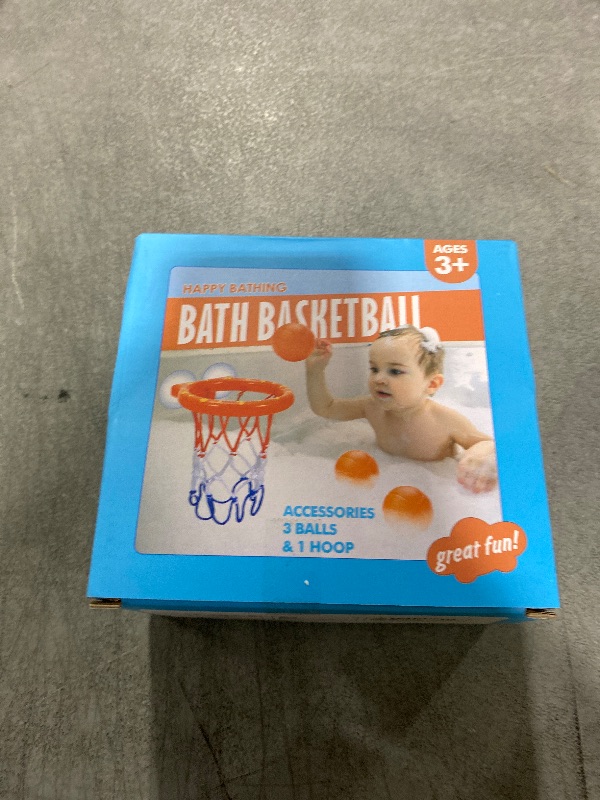 AGES
3+
HAPPY BATHING
BATH BASKETBALL
ACCESSORIES
3 BALLS
& 1 HOOP
great fun!